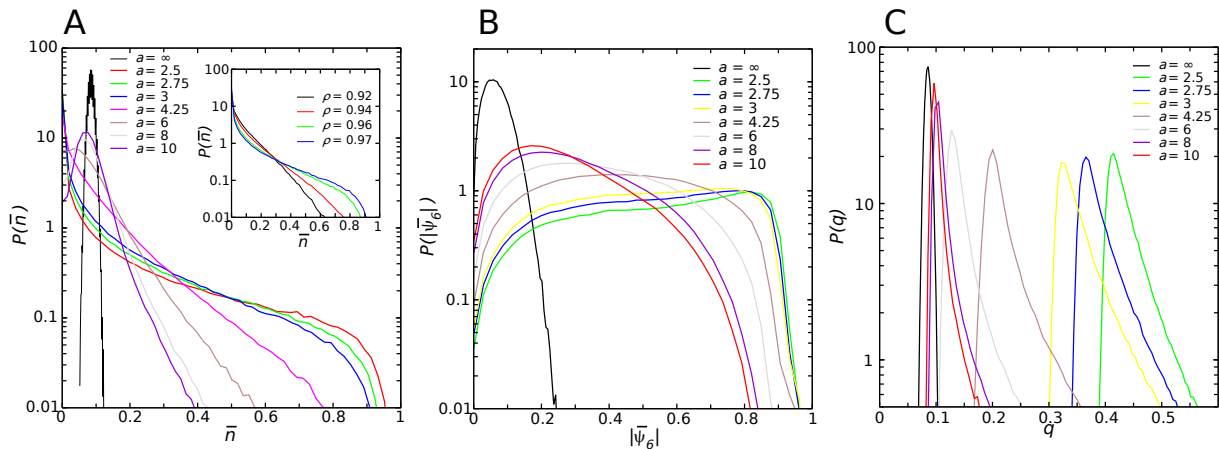 A
100
10
1
0.1
0.01
P(n̄)
0
0.2
0.4
0.6
0.8
1
n̄
a = ∞
a = 2.5
a = 2.75
a = 3
a = 4.25
a = 6
a = 8
a = 10
100
10
1
0.1
0.01
P(n̄)
0
0.2
0.4
0.6
0.8
1
n̄
ρ = 0.92
ρ = 0.94
ρ = 0.96
ρ = 0.97
B
10
1
0.1
0.01
P(|ψ̄₆|)
0
0.2
0.4
0.6
0.8
1
|ψ̄₆|
a = ∞
a = 2.5
a = 2.75
a = 3
a = 4.25
a = 6
a = 8
a = 10
C
100
10
1
P(q)
0
0.1
0.2
0.3
0.4
0.5
q
a = ∞
a = 2.5
a = 2.75
a = 3
a = 4.25
a = 6
a = 8
a = 10